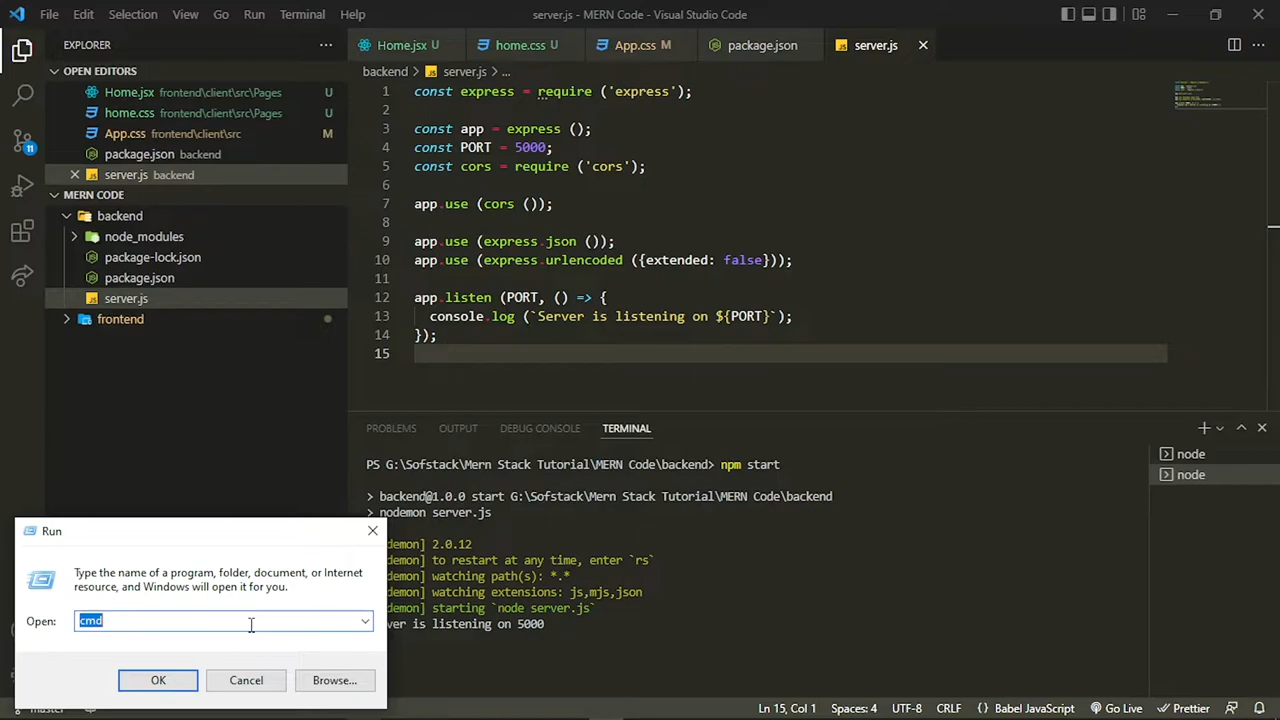 File Edit Selection View Go Run Terminal Help server.js - MERN Code - Visual Studio Code
EXPLORER
Home.jsx U home.css U App.css M package.json server.js
OPEN EDITORS
Home.jsx frontend\client\src\Pages U
home.css frontend\client\src\Pages U
App.css frontend\client\src M
package.json backend
server.js backend
MERN CODE
backend
node_modules
package-lock.json
package.json
server.js
frontend
11
backend > server.js > ...
1 const express = require ('express');
2
3 const app = express ();
4 const PORT = 5000;
5 const cors = require ('cors');
6
7 app.use (cors ());
8
9 app.use (express.json ());
10 app.use (express.urlencoded ({extended: false}));
11
12 app.listen (PORT, () => {
13 console.log (`Server is listening on ${PORT}`);
14 });
15
PROBLEMS OUTPUT DEBUG CONSOLE TERMINAL
PS G:\Sofstack\Mern Stack Tutorial\MERN Code\backend> npm start
> backend@1.0.0 start G:\Sofstack\Mern Stack Tutorial\MERN Code\backend
> nodemon server.js
demon] 2.0.12
demon] to restart at any time, enter `rs`
demon] watching path(s): *.*
demon] watching extensions: js,mjs,json
demon] starting `node server.js`
ver is listening on 5000
node
node
Run
Type the name of a program, folder, document, or Internet
resource, and Windows will open it for you.
Open: cmd
OK Cancel Browse...
Ln 15, Col 1 Spaces: 4 UTF-8 CRLF {} Babel JavaScript Go Live Prettier